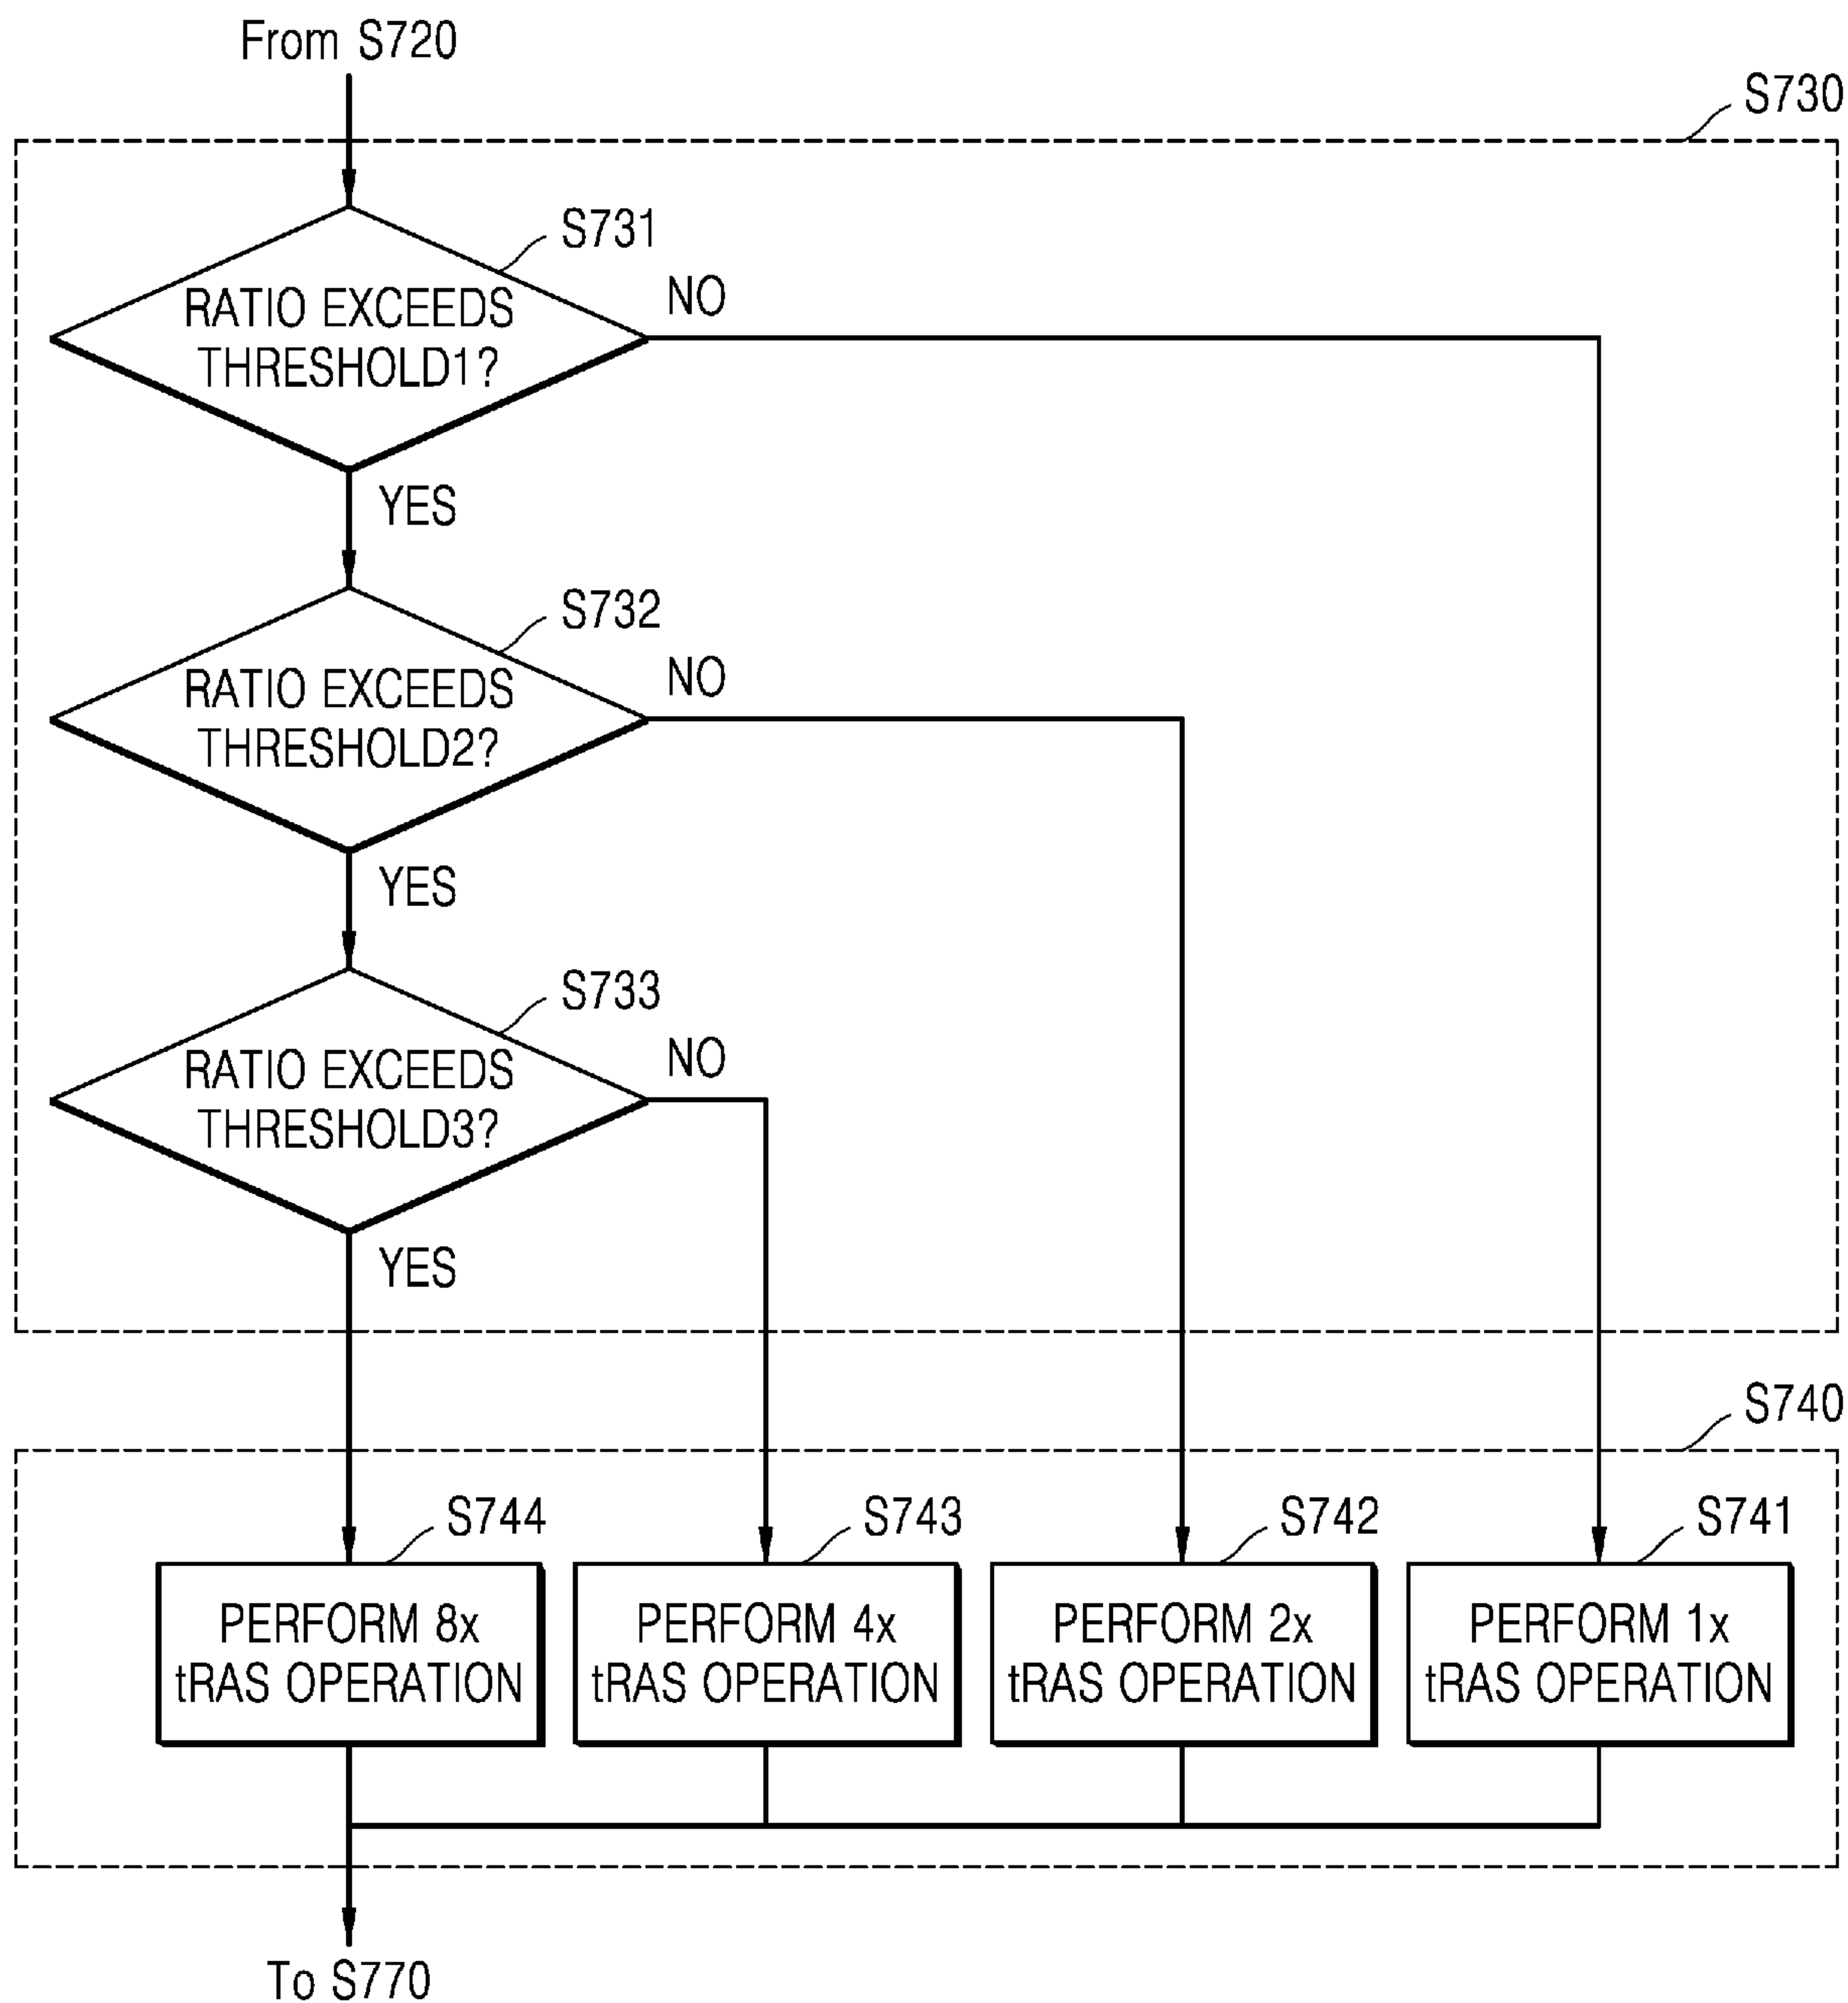 From S720
S730
S731
RATIO EXCEEDS
THRESHOLD1?
NO
YES
S732
RATIO EXCEEDS
THRESHOLD2?
NO
YES
S733
RATIO EXCEEDS
THRESHOLD3?
NO
YES
S740
S744
PERFORM 8x
tRAS OPERATION
S743
PERFORM 4x
tRAS OPERATION
S742
PERFORM 2x
tRAS OPERATION
S741
PERFORM 1x
tRAS OPERATION
To S770